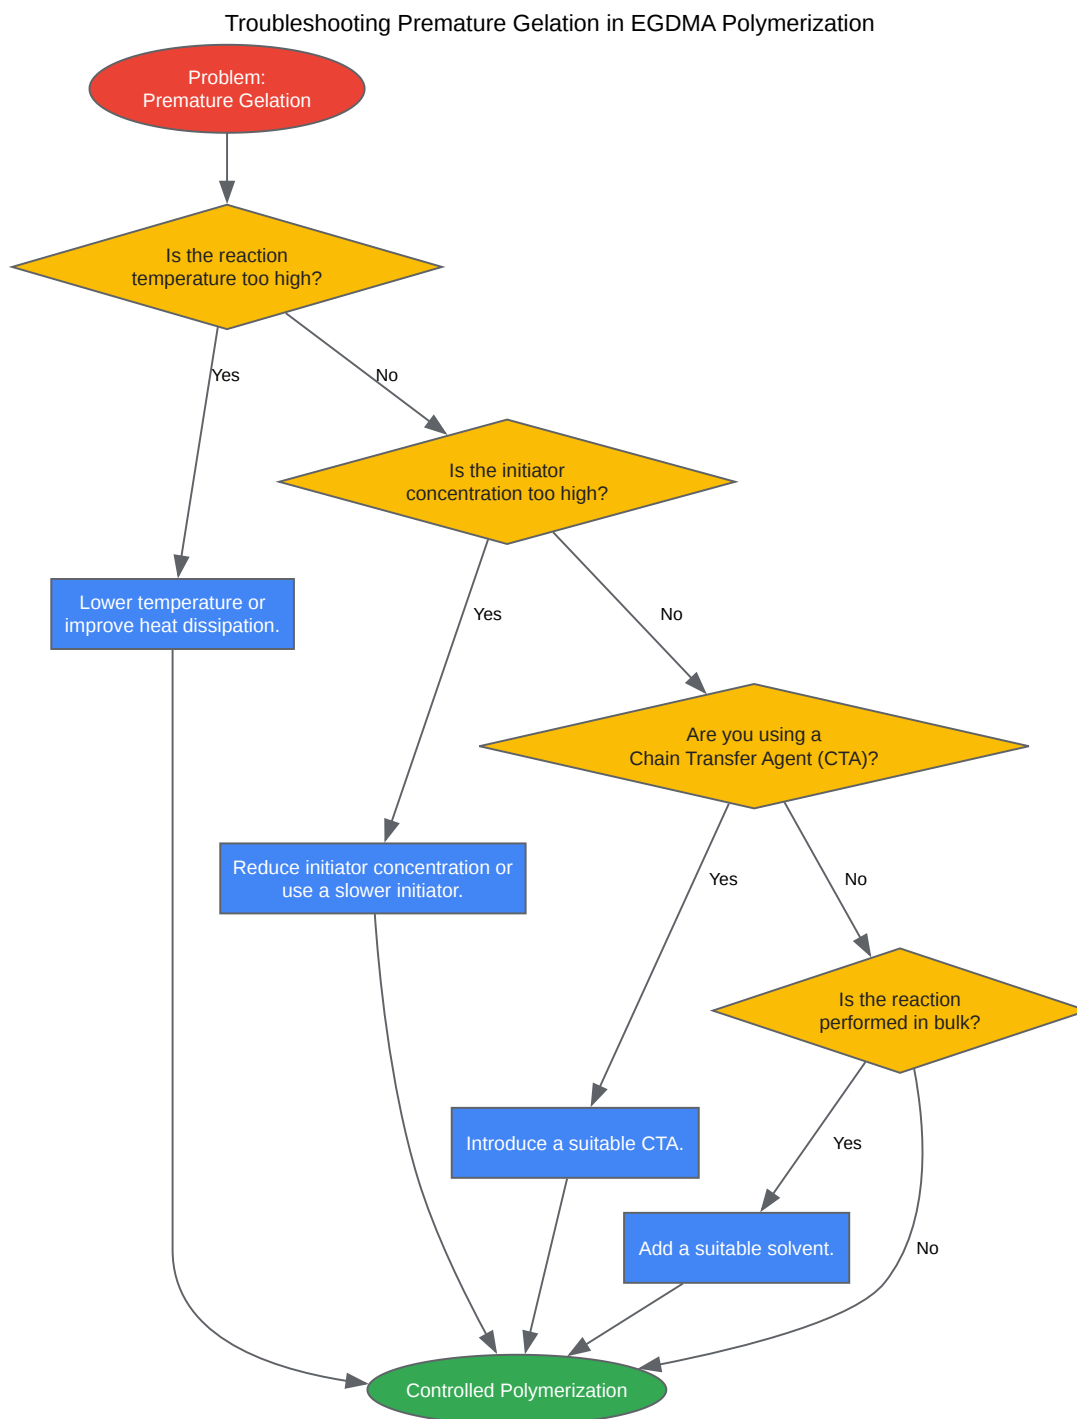 Troubleshooting Premature Gelation in EGDMA Polymerization
Problem:
Premature Gelation
Is the reaction
temperature too high?
Yes
No
Is the initiator
concentration too high?
Lower temperature or
improve heat dissipation.
Yes
No
Are you using a
Chain Transfer Agent (CTA)?
Reduce initiator concentration or
use a slower initiator.
Yes
No
Is the reaction
performed in bulk?
Introduce a suitable CTA.
Yes
Add a suitable solvent.
No
Controlled Polymerization